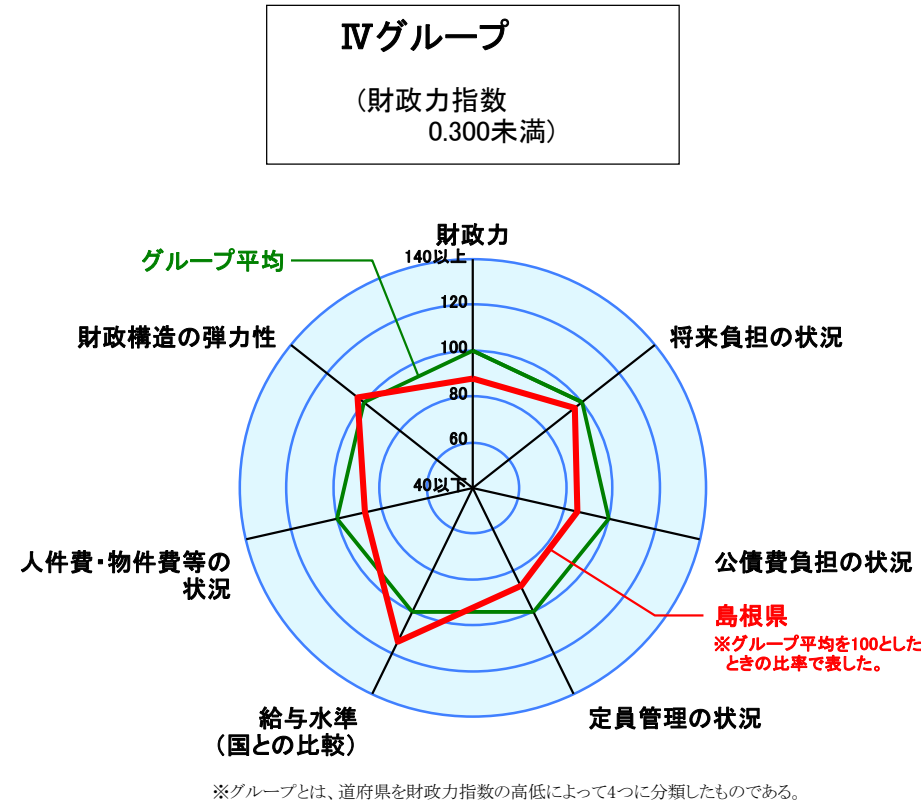 Ⅳグループ
（財政力指数
0.300未満）
財政力
140以上
グループ平均
120
財政構造の弾力性
将来負担の状況
100
80
60
40以下
人件費・物件費等の
状況
公債費負担の状況
島根県
※グループ平均を100とした
ときの比率で表した。
給与水準
（国との比較）
定員管理の状況
※グループとは、道府県を財政力指数の高低によって4つに分類したものである。